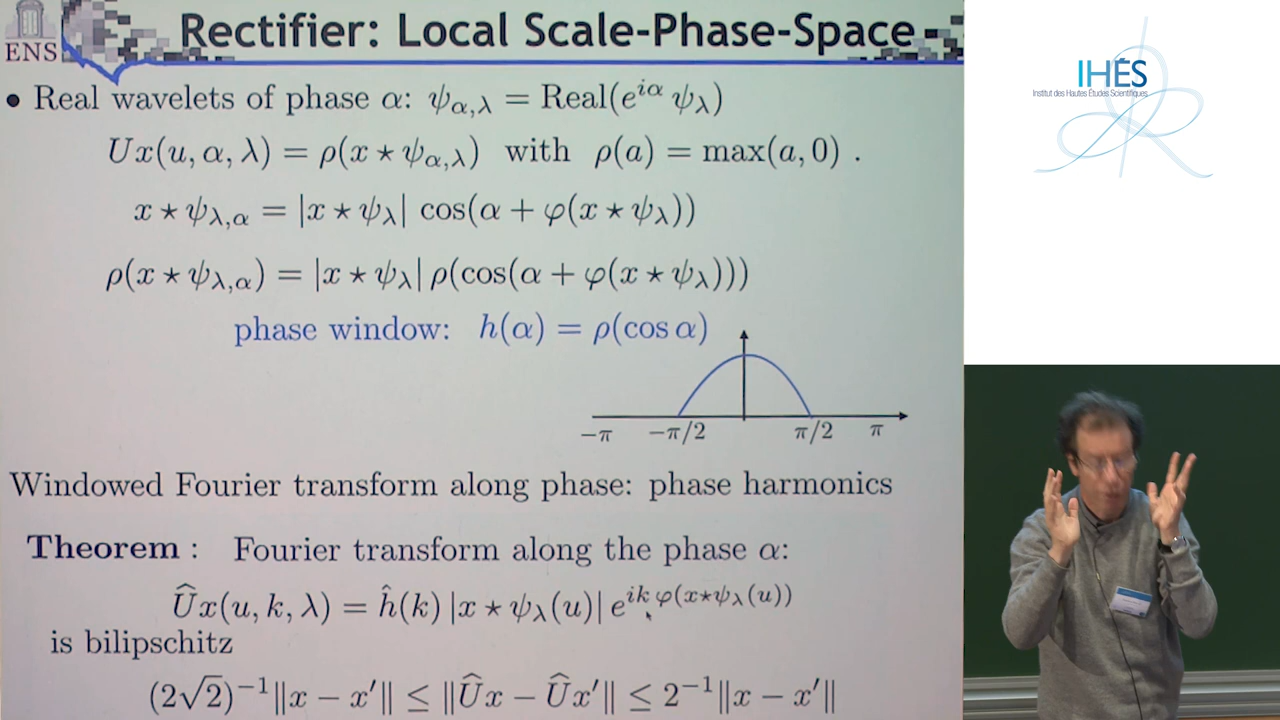 Rectifier: Local Scale-Phase-Space
ENS
• Real wavelets of phase α: ψ_{α,λ} = Real(e^{iα} ψ_λ)
Ux(u, α, λ) = ρ(x ⋆ ψ_{α,λ}) with ρ(a) = max(a, 0) .
x ⋆ ψ_{λ,α} = |x ⋆ ψ_λ| cos(α + φ(x ⋆ ψ_λ))
ρ(x ⋆ ψ_{λ,α}) = |x ⋆ ψ_λ| ρ(cos(α + φ(x ⋆ ψ_λ)))
phase window: h(α) = ρ(cos α)
−π −π/2 π/2 π
Windowed Fourier transform along phase: phase harmonics
Theorem : Fourier transform along the phase α:
Ûx(u, k, λ) = ĥ(k) |x ⋆ ψ_λ(u)| e^{ik φ(x⋆ψ_λ(u))}
is bilipschitz
(2√2)^{−1}‖x − x′‖ ≤ ‖Ûx − Ûx′‖ ≤ 2^{−1}‖x − x′‖
IHÉS
Institut des Hautes Études Scientifiques